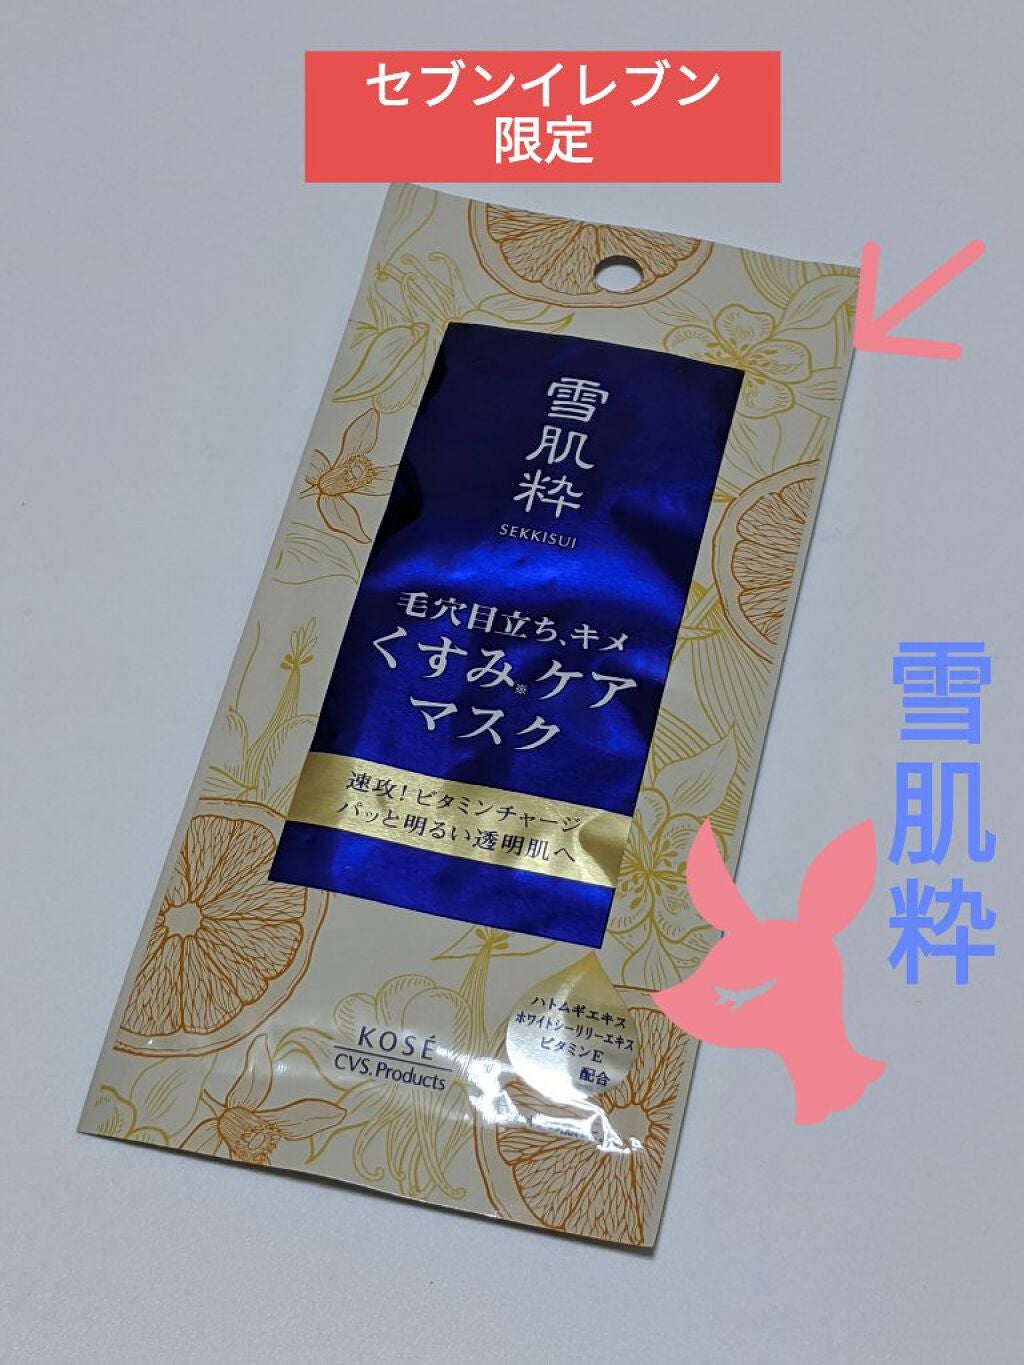 セブンイレブン
限定
雪肌粋
SEKKISUI
毛穴目立ち、キメ
くすみ※ケア
マスク
速攻!ビタミンチャージ
パッと明るい透明肌へ
ハトムギエキス
ホワイトシーリリーエキス
ビタミンE
配合
KOSÉ
CVS.Products
雪肌粋